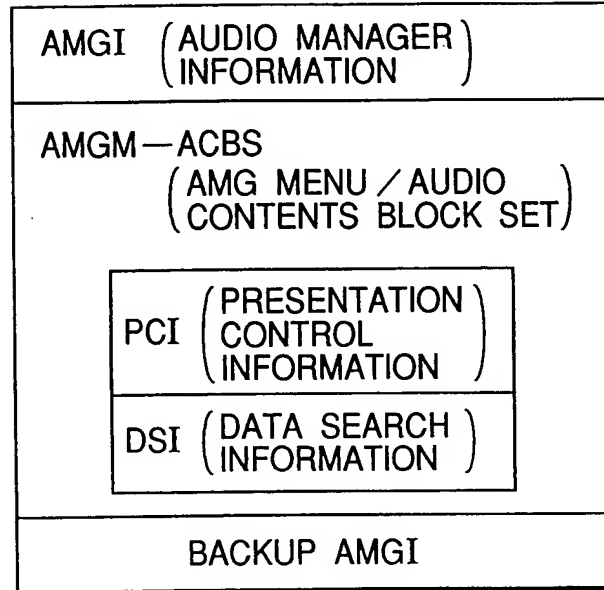 AMGI (AUDIO MANAGER
INFORMATION)
AMGM—ACBS
(AMG MENU / AUDIO
CONTENTS BLOCK SET)
PCI (PRESENTATION
CONTROL
INFORMATION)
DSI (DATA SEARCH
INFORMATION)
BACKUP AMGI